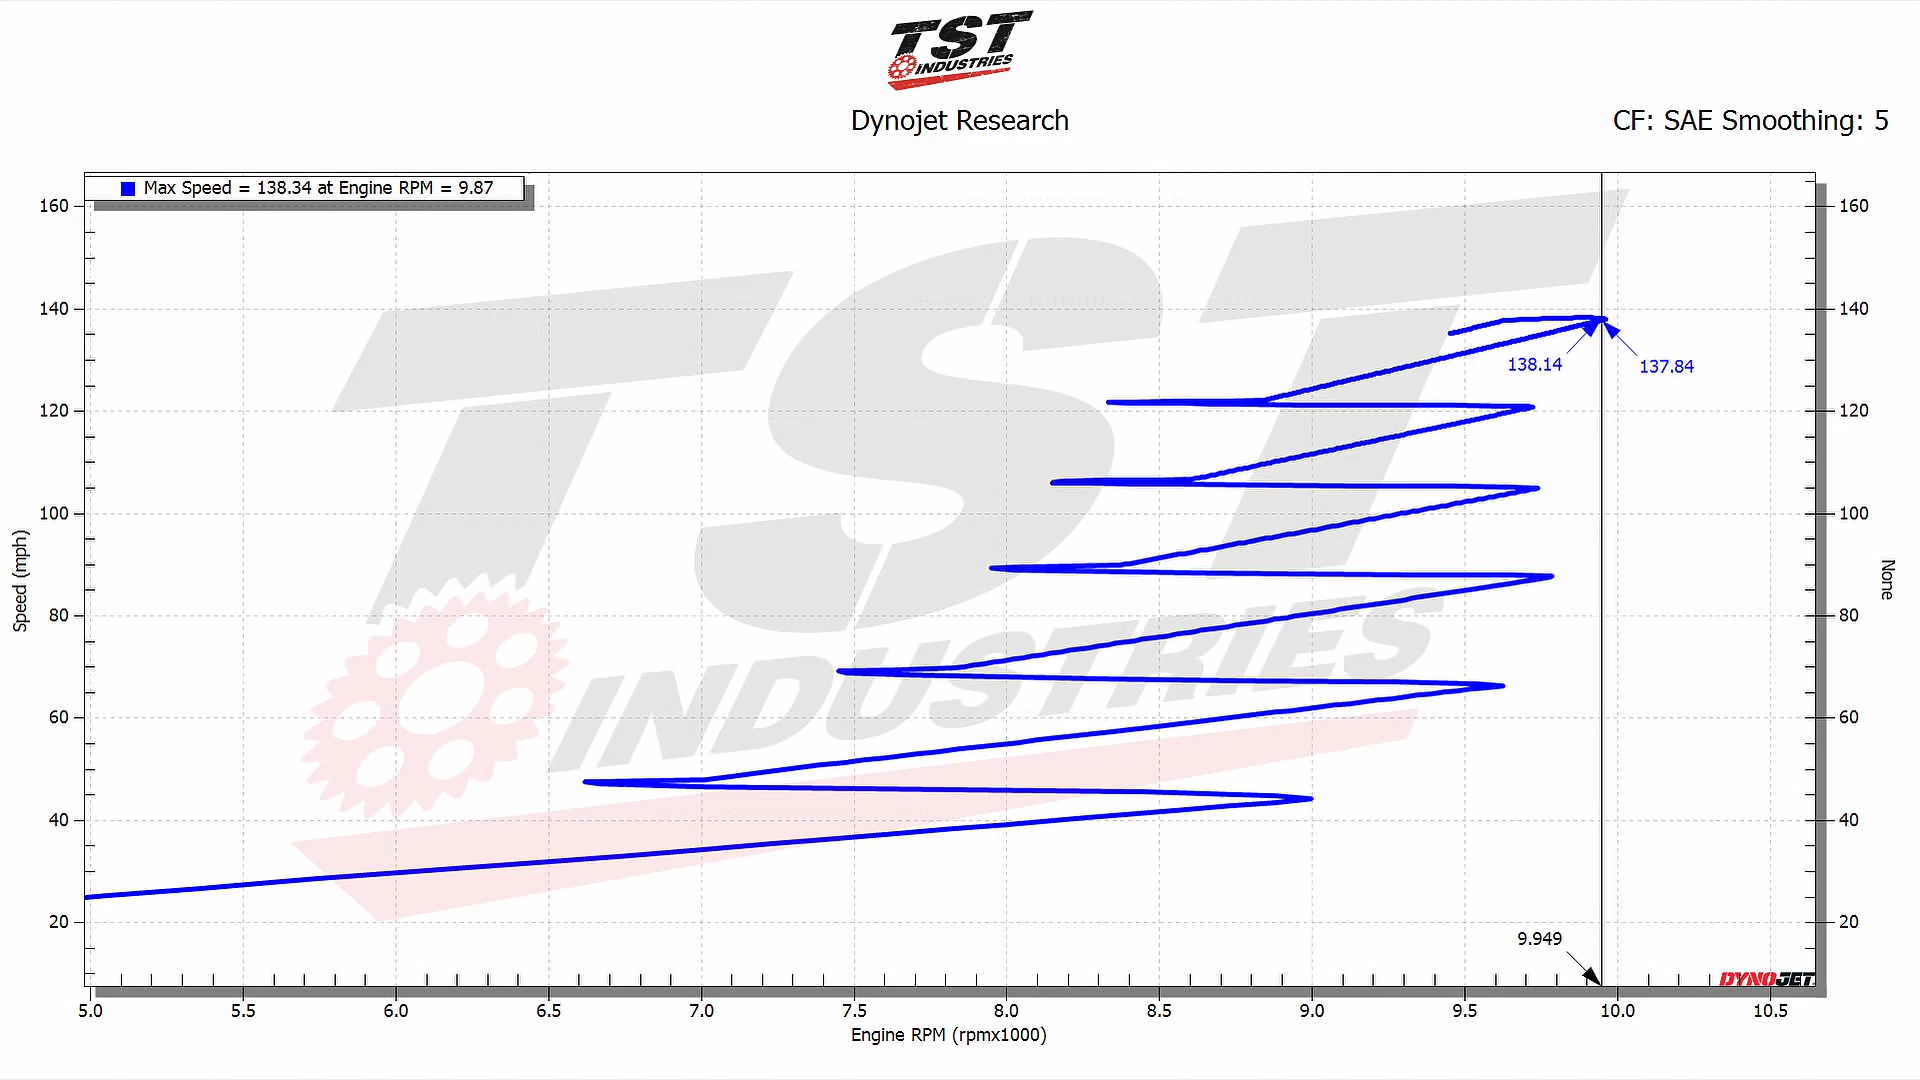 TST
INDUSTRIES
Dynojet Research
CF: SAE Smoothing: 5
Max Speed = 138.34 at Engine RPM = 9.87
160
140
120
100
80
60
40
20
Speed (mph)
TST
INDUSTRIES
138.14
137.84
9.949
DYNOJET
160
140
120
100
80
60
40
20
None
5.0 5.5 6.0 6.5 7.0 7.5 8.0 8.5 9.0 9.5 10.0 10.5
Engine RPM (rpmx1000)